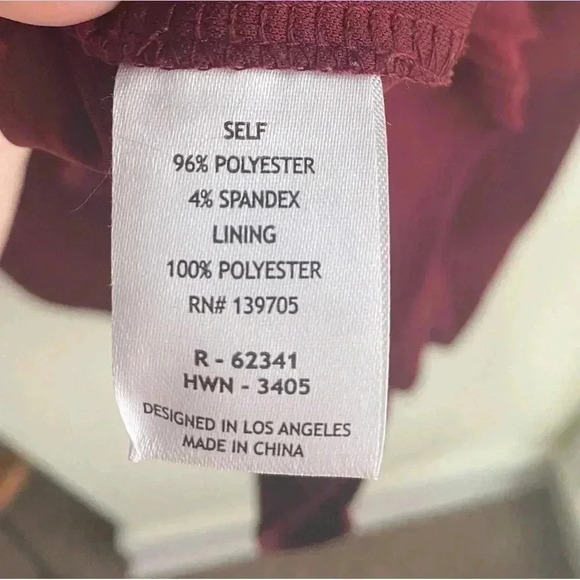 SELF
96% POLYESTER
4% SPANDEX
LINING
100% POLYESTER
RN# 139705
R - 62341
HWN - 3405
DESIGNED IN LOS ANGELES
MADE IN CHINA